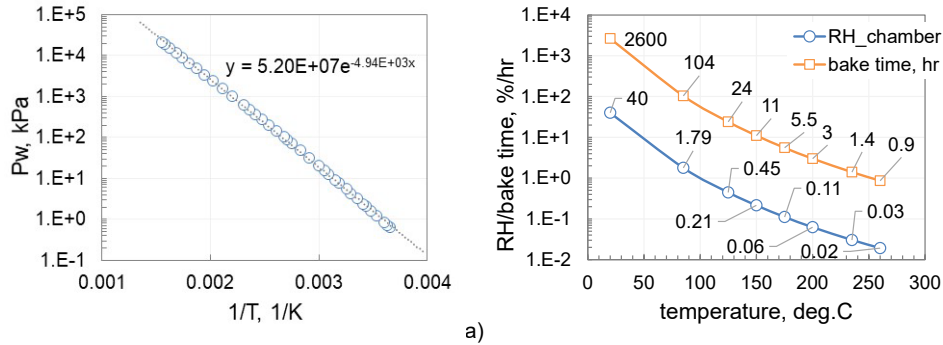 1.E+5
1.E+4
1.E+3
1.E+2
1.E+1
1.E+0
1.E-1
Pw, kPa
y = 5.20E+07e^-4.94E+03x
0.001 0.002 0.003 0.004
1/T, 1/K
a)
1.E+4
1.E+3
1.E+2
1.E+1
1.E+0
1.E-1
1.E-2
RH/bake time, %/hr
RH_chamber
bake time, hr
2600
104
24
11
5.5
3
1.4
0.9
40
1.79
0.45
0.21
0.11
0.06
0.03
0.02
0 50 100 150 200 250 300
temperature, deg.C